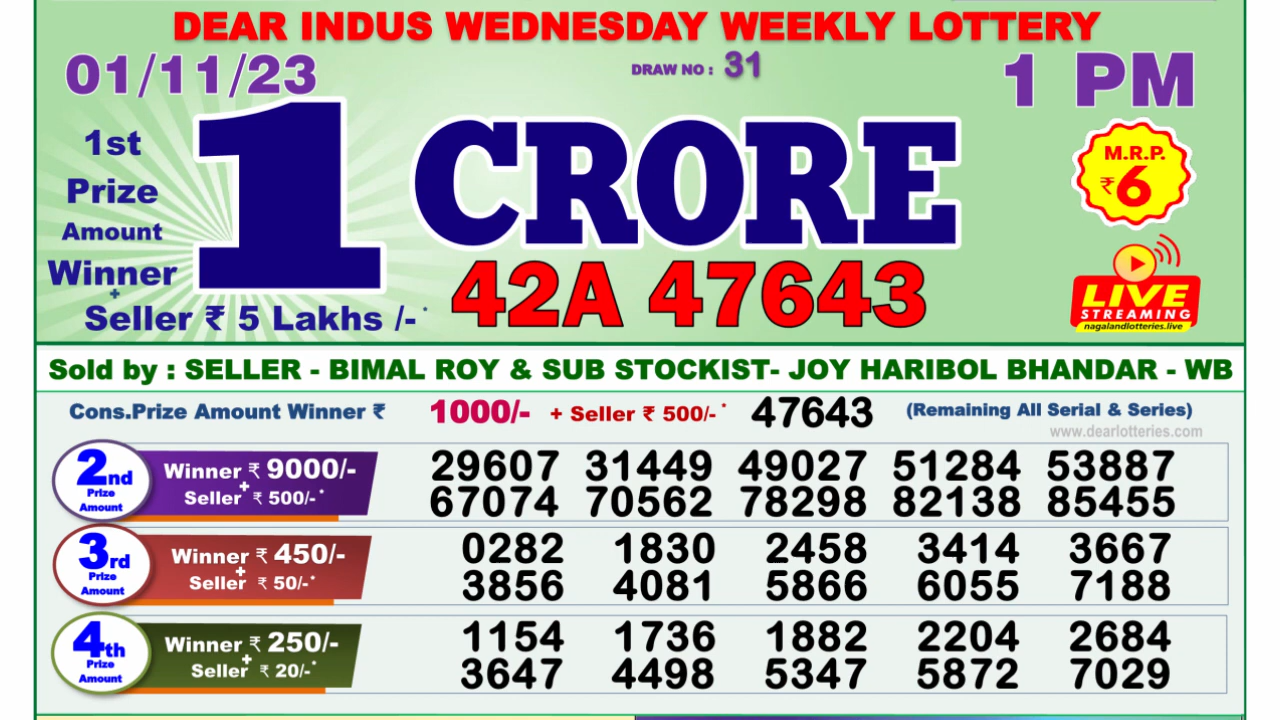 DEAR INDUS WEDNESDAY WEEKLY LOTTERY
01/11/23 DRAW NO : 31 1 PM
1st Prize Amount Winner + Seller ₹ 5 Lakhs /-*
1 CRORE
42A 47643
M.R.P. ₹6
LIVE
STREAMING
nagalandlotteries.live
Sold by : SELLER - BIMAL ROY & SUB STOCKIST- JOY HARIBOL BHANDAR - WB
Cons.Prize Amount Winner ₹ 1000/- + Seller ₹ 500/-* 47643 (Remaining All Serial & Series)
www.dearlotteries.com
2nd Prize Amount Winner ₹ 9000/- + Seller ₹ 500/-*
29607 31449 49027 51284 53887
67074 70562 78298 82138 85455
3rd Prize Amount Winner ₹ 450/- + Seller ₹ 50/-*
0282 1830 2458 3414 3667
3856 4081 5866 6055 7188
4th Prize Amount Winner ₹ 250/- + Seller ₹ 20/-*
1154 1736 1882 2204 2684
3647 4498 5347 5872 7029